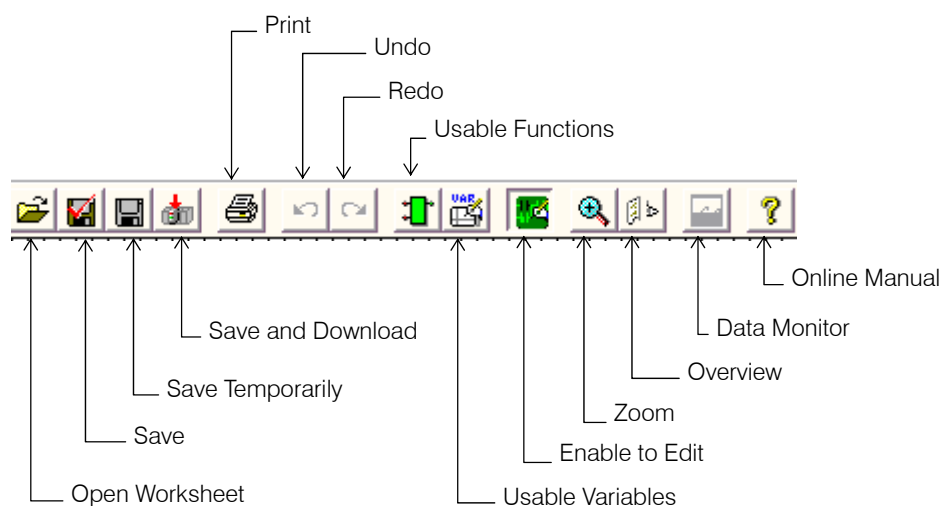 Print
Undo
Redo
Usable Functions
VAR
Online Manual
Save and Download
Data Monitor
Overview
Save Temporarily
Zoom
Save
Enable to Edit
Open Worksheet
Usable Variables